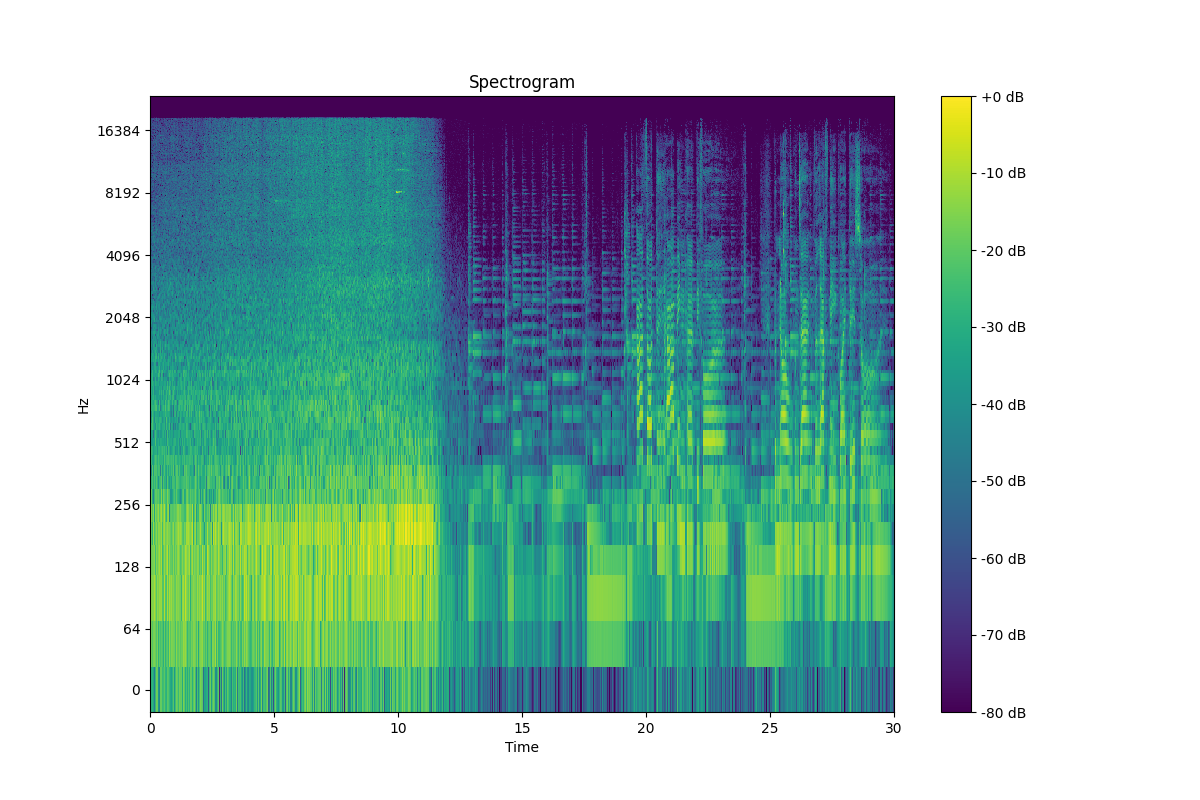 Spectrogram
16384
8192
4096
2048
1024
512
256
128
64
0
Hz
0 5 10 15 20 25 30
Time
+0 dB
-10 dB
-20 dB
-30 dB
-40 dB
-50 dB
-60 dB
-70 dB
-80 dB